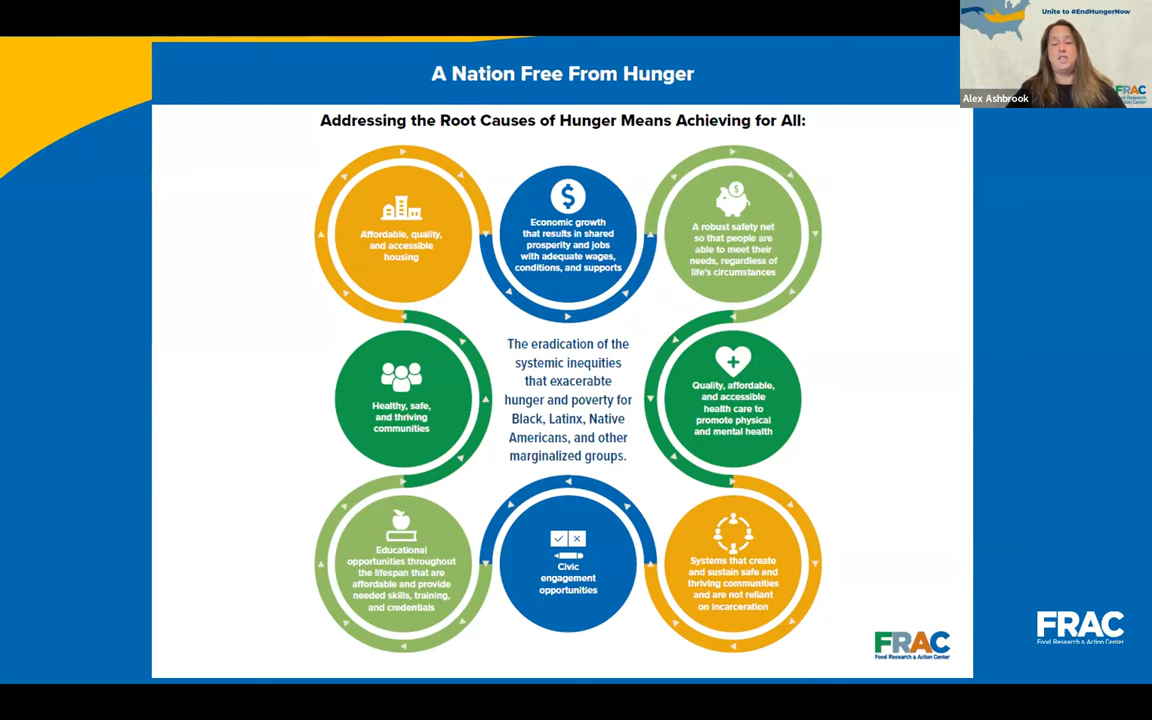 Unite to #EndHungerNow
FRAC
Alex Ashbrook
A Nation Free From Hunger
Addressing the Root Causes of Hunger Means Achieving for All:
Affordable, quality,
and accessible
housing
$
Economic growth
that results in shared
prosperity and jobs
with adequate wages,
conditions, and supports
$
A robust safety net
so that people are
able to meet their
needs, regardless of
life's circumstances
Healthy, safe,
and thriving
communities
The eradication of the
systemic inequities
that exacerabte
hunger and poverty for
Black, Latinx, Native
Americans, and other
marginalized groups.
Quality, affordable,
and accessible
health care to
promote physical
and mental health
Educational
opportunities throughout
the lifespan that are
affordable and provide
needed skills, training,
and credentials
Civic
engagement
opportunities
Systems that create
and sustain safe and
thriving communities
and are not reliant
on incarceration
FRAC
Food Research & Action Center
FRAC
Food Research & Action Center